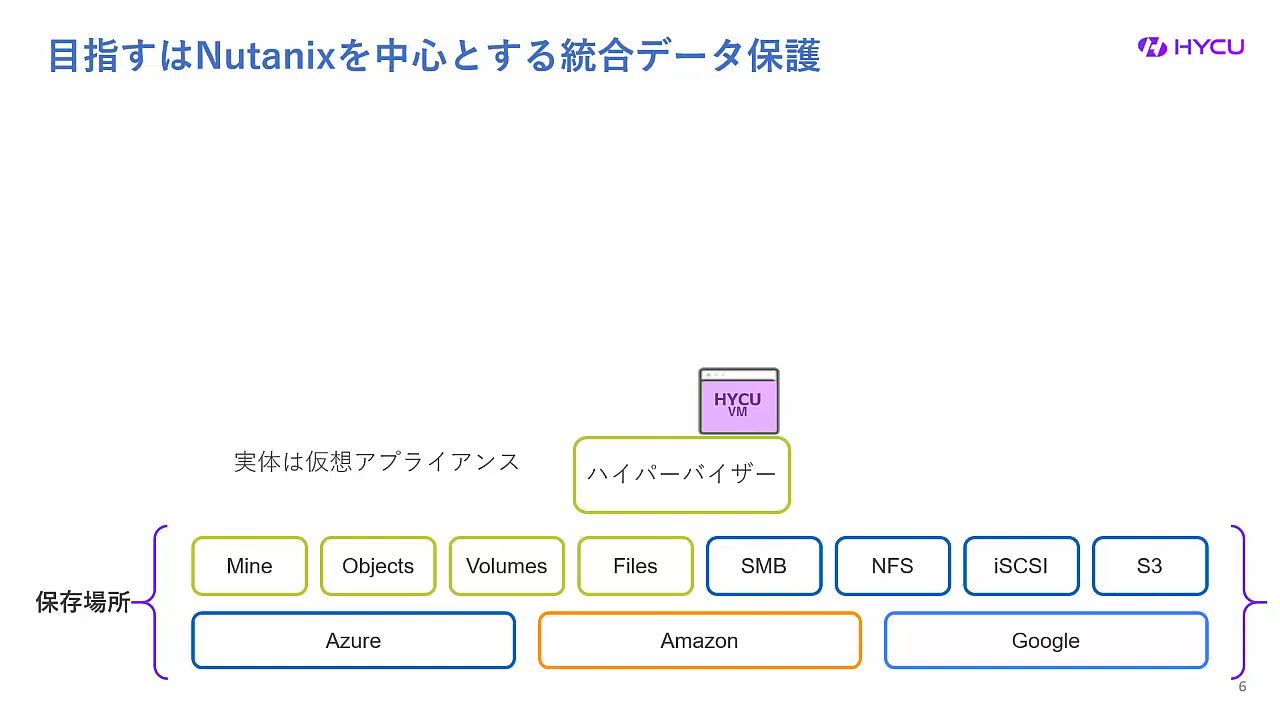 目指すはNutanixを中心とする統合データ保護
HYCU
HYCU
VM
実体は仮想アプライアンス
ハイパーバイザー
Mine
Objects
Volumes
Files
SMB
NFS
iSCSI
S3
保存場所
Azure
Amazon
Google
6